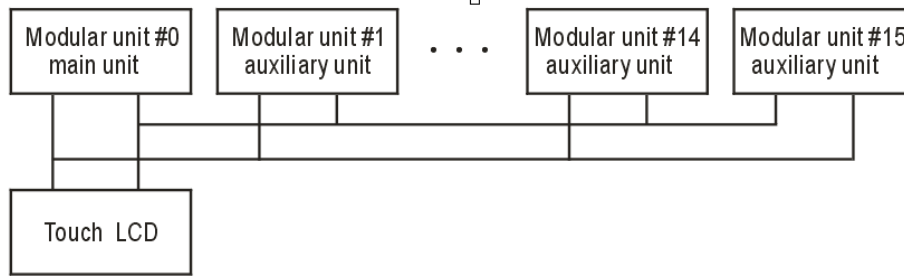 Modular unit #0
main unit
Modular unit #1
auxiliary unit
. . .
Modular unit #14
auxiliary unit
Modular unit #15
auxiliary unit
Touch LCD